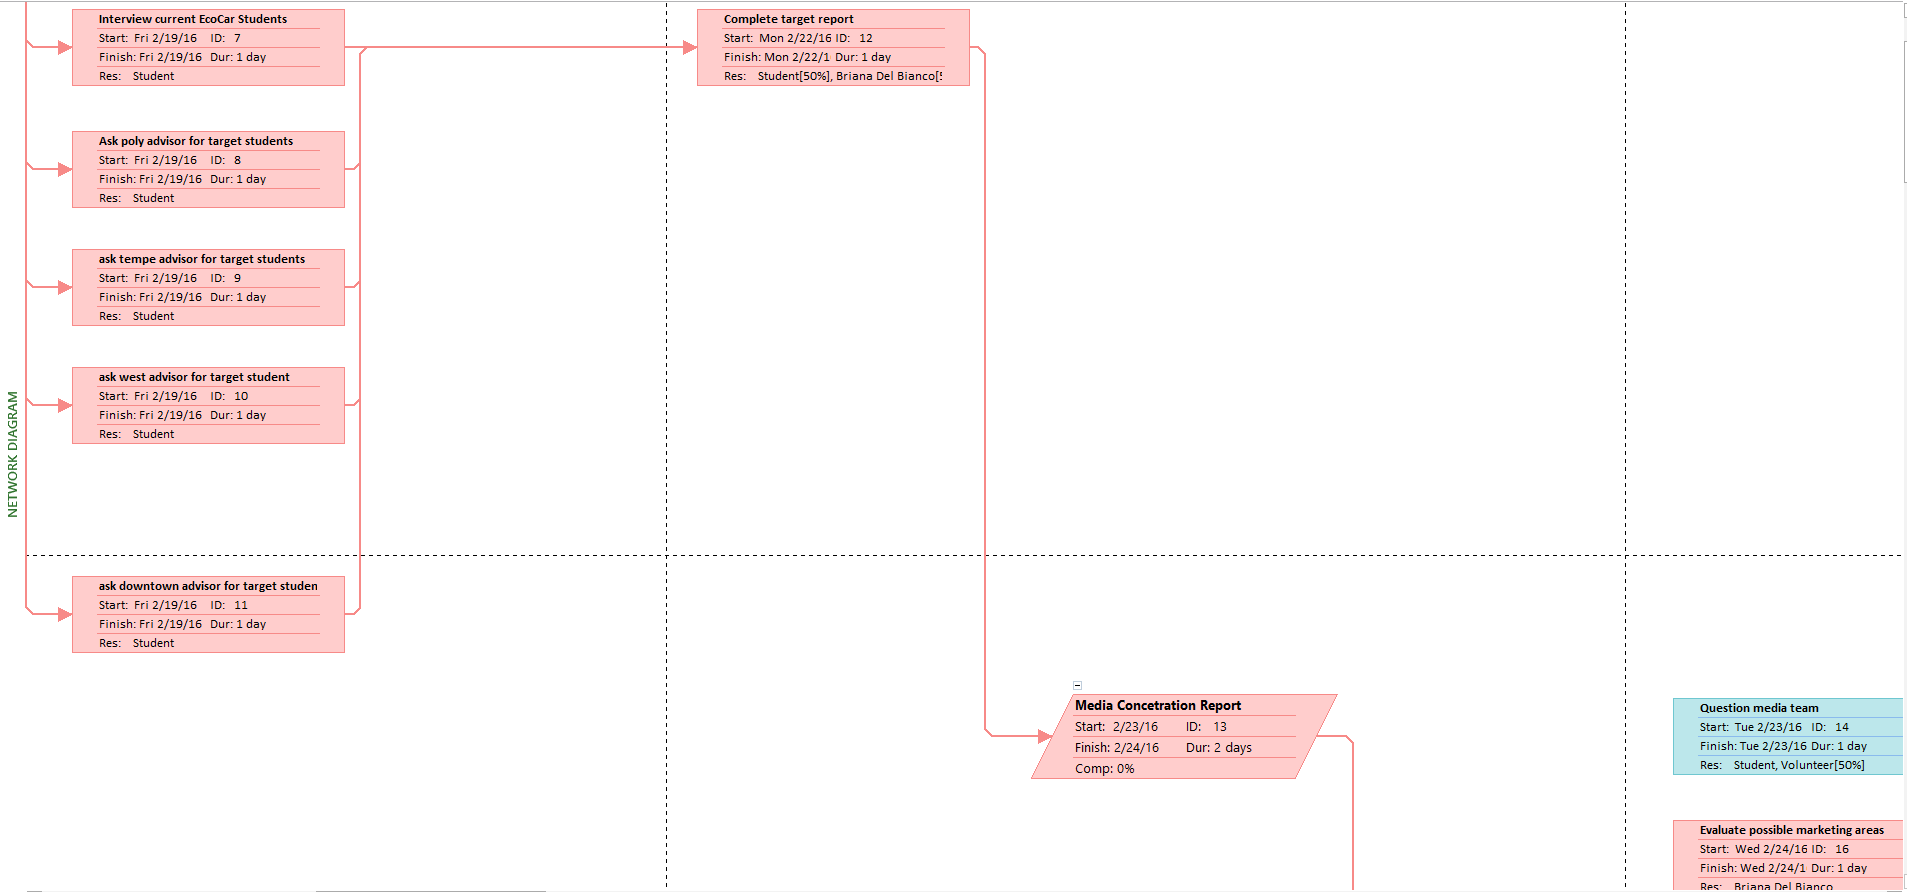 Interview current EcoCar Students
Start: Fri 2/19/16 ID: 7
Finish: Fri 2/19/16 Dur: 1 day
Res: Student
Complete target report
Start: Mon 2/22/16 ID: 12
Finish: Mon 2/22/1 Dur: 1 day
Res: Student[50%], Briana Del Bianco[
Ask poly advisor for target students
Start: Fri 2/19/16 ID: 8
Finish: Fri 2/19/16 Dur: 1 day
Res: Student
ask tempe advisor for target students
Start: Fri 2/19/16 ID: 9
Finish: Fri 2/19/16 Dur: 1 day
Res: Student
ask west advisor for target student
Start: Fri 2/19/16 ID: 10
Finish: Fri 2/19/16 Dur: 1 day
Res: Student
NETWORK DIAGRAM
ask downtown advisor for target studen
Start: Fri 2/19/16 ID: 11
Finish: Fri 2/19/16 Dur: 1 day
Res: Student
Media Concetration Report
Start: 2/23/16 ID: 13
Finish: 2/24/16 Dur: 2 days
Comp: 0%
Question media team
Start: Tue 2/23/16 ID: 14
Finish: Tue 2/23/16 Dur: 1 day
Res: Student, Volunteer[50%]
Evaluate possible marketing areas
Start: Wed 2/24/16 ID: 16
Finish: Wed 2/24/1 Dur: 1 day
Res: Briana Del Bianco